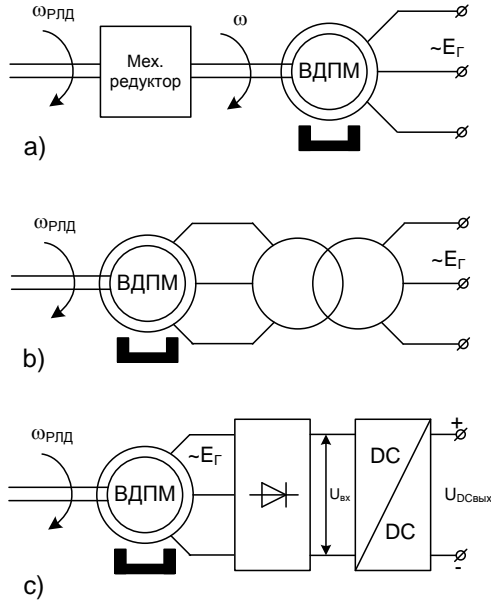 ωРЛД
Мех.
редуктор
ω
ВДПМ
~EГ
a)
ωРЛД
ВДПМ
~EГ
b)
ωРЛД
ВДПМ
~EГ
Uвх
DC
DC
+
UDCвых
-
c)